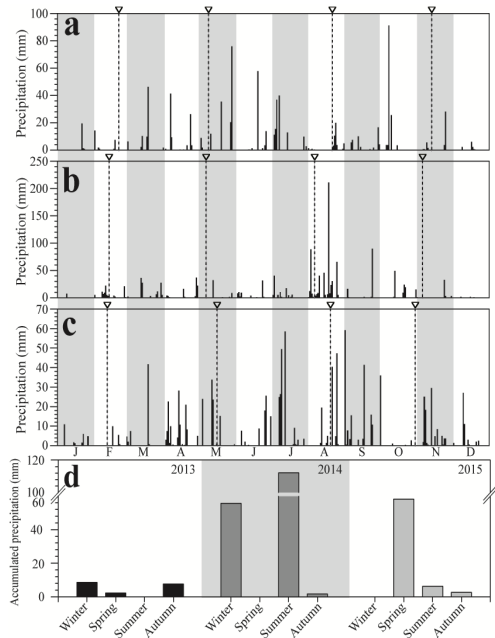 a
100
80
60
40
20
0
Precipitation (mm)
b
250
200
150
100
50
0
Precipitation (mm)
c
70
60
50
40
30
20
10
0
Precipitation (mm)
J F M A M J J A S O N D
d
2013 2014 2015
120
100
60
40
20
0
Accumulated precipitation (mm)
Winter Spring Summer Autumn Winter Spring Summer Autumn Winter Spring Summer Autumn